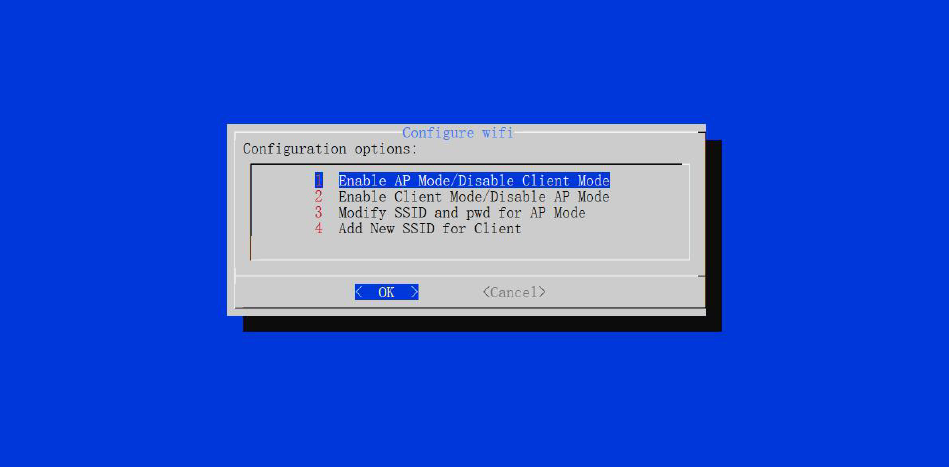 Configure wifi
Configuration options:
1 Enable AP Mode/Disable Client Mode
2 Enable Client Mode/Disable AP Mode
3 Modify SSID and pwd for AP Mode
4 Add New SSID for Client
< OK > <Cancel>